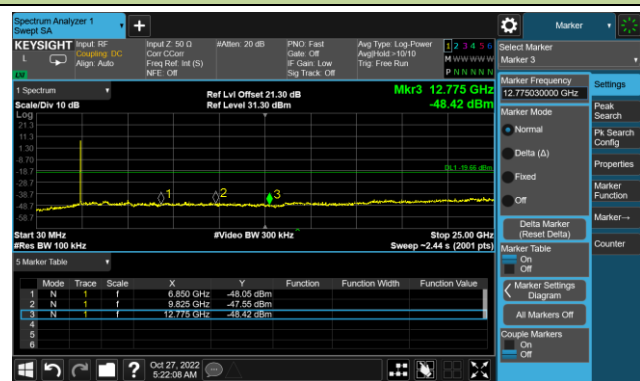 Spectrum Analyzer 1
Swept SA
+
Marker
KEYSIGHT
L
Input: RF
Coupling: DC
Align: Auto
Input Z: 50 Ω
Corr CCorr
Freq Ref: Int (S)
NFE: Off
#Atten: 20 dB
PNO: Fast
Gate: Off
IF Gain: Low
Sig Track: Off
Avg Type: Log-Power
Avg|Hold:>10/10
Trig: Free Run
1 2 3 4 5 6
M W W W W W
P N N N N N
LW
Select Marker
Marker 3
1 Spectrum
Scale/Div 10 dB
Log
Ref Lvl Offset 21.30 dB
Ref Level 31.30 dBm
Mkr3 12.775 GHz
-48.42 dBm
21.3
11.3
1.30
-8.70
-18.7
-28.7
-38.7
-48.7
-58.7
DL1 -19.66 dBm
1
2
3
Start 30 MHz
#Res BW 100 kHz
#Video BW 300 kHz
Stop 25.00 GHz
Sweep ~2.44 s (2001 pts)
5 Marker Table
Mode Trace Scale X Y Function Function Width Function Value
1 N 1 f 6.850 GHz -48.05 dBm
2 N 1 f 9.825 GHz -47.55 dBm
3 N 1 f 12.775 GHz -48.42 dBm
4
5
6
Marker Frequency
12.775030000 GHz
Marker Mode
Normal
Delta (Δ)
Fixed
Off
Delta Marker
(Reset Delta)
Marker Table
On
Off
Marker Settings
Diagram
All Markers Off
Couple Markers
On
Off
Settings
Peak
Search
Pk Search
Config
Properties
Marker
Function
Marker→
Counter
?
Oct 27, 2022
5:22:08 AM